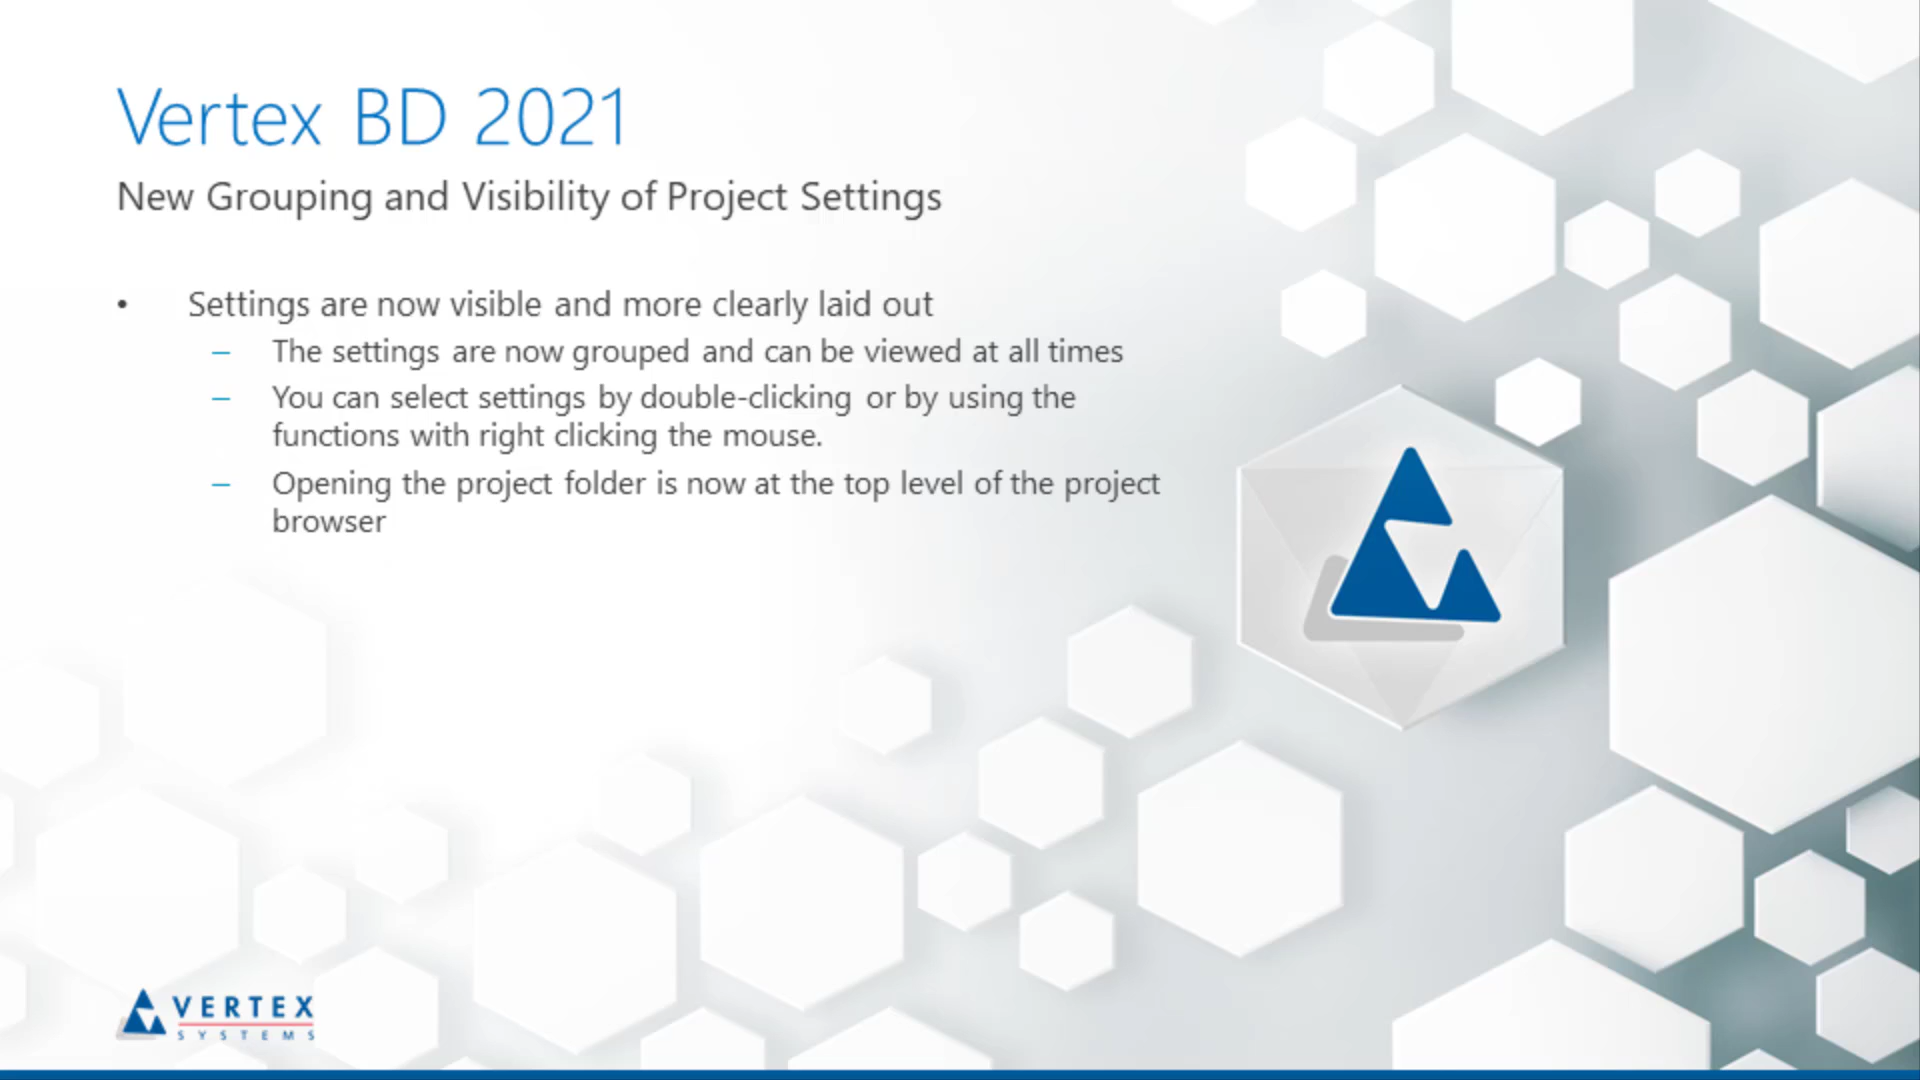 Vertex BD 2021
New Grouping and Visibility of Project Settings
• Settings are now visible and more clearly laid out
– The settings are now grouped and can be viewed at all times
– You can select settings by double-clicking or by using the
functions with right clicking the mouse.
– Opening the project folder is now at the top level of the project
browser
VERTEX
SYSTEMS